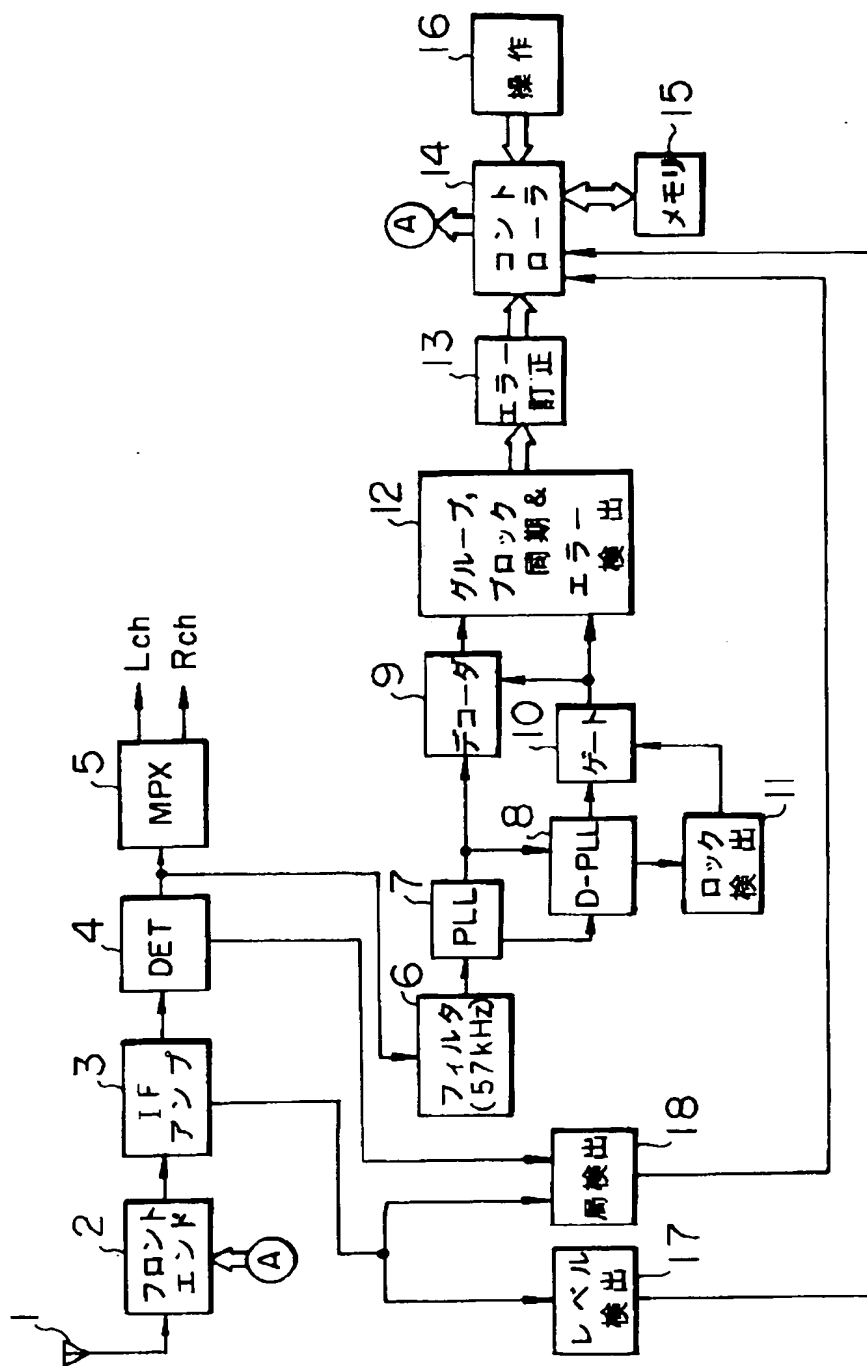 1
2
フロント
エンド
A
3
IF
アンプ
4
DET
5
MPX
Lch
Rch
6
フィルタ
(57kHz)
7
PLL
8
D-PLL
9
デコーダ
10
ゲート
11
ロック
検出
12
グループ,
ブロック
同期&
エラー
検出
13
エラー
訂正
14
コント
ローラ
A
15
メモリ
16
操作
17
レベル
検出
18
局検出